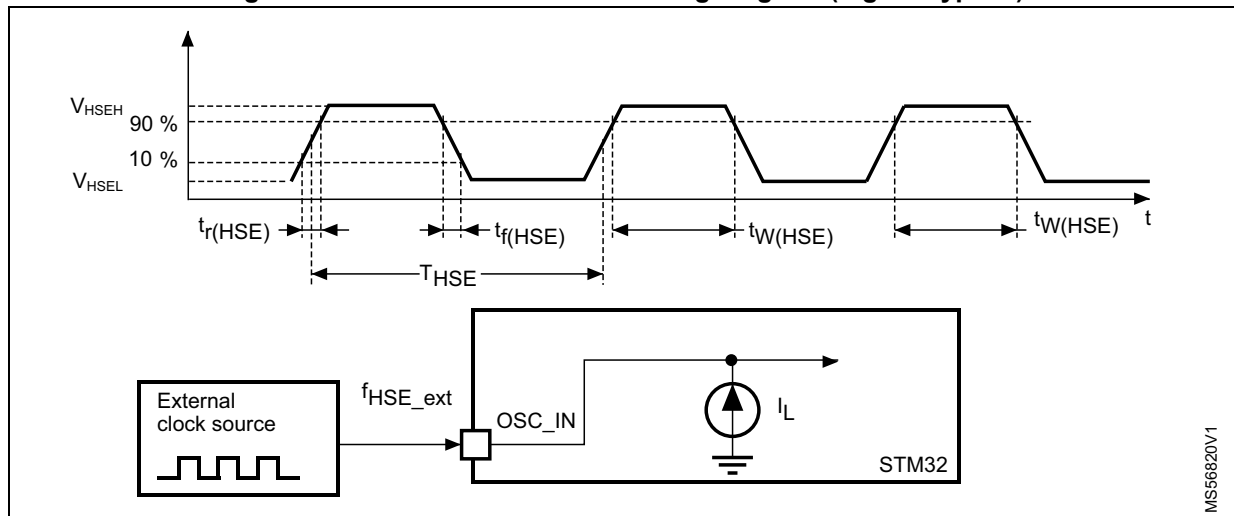 V_HSEH
90 %
10 %
V_HSEL
t_r(HSE)
t_f(HSE)
t_W(HSE)
t_W(HSE)
t
T_HSE
External
clock source
f_HSE_ext
OSC_IN
I_L
STM32
MS56820V1